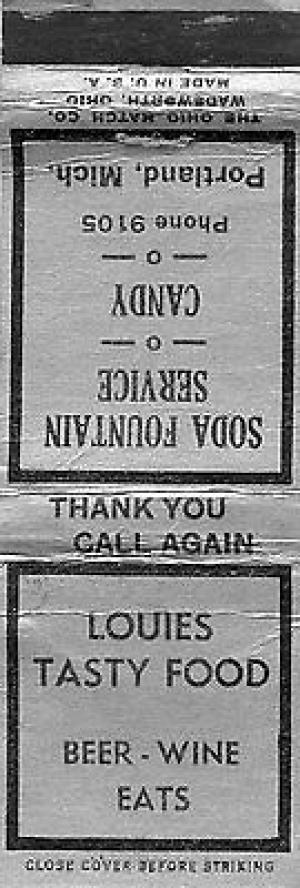 THE OHIO MATCH CO.
WADSWORTH, OHIO
MADE IN U. S. A.
SODA FOUNTAIN
SERVICE
— o —
CANDY
— o —
Phone 9105
Portland, Mich.
THANK YOU
CALL AGAIN
LOUIES
TASTY FOOD
BEER - WINE
EATS
CLOSE COVER BEFORE STRIKING